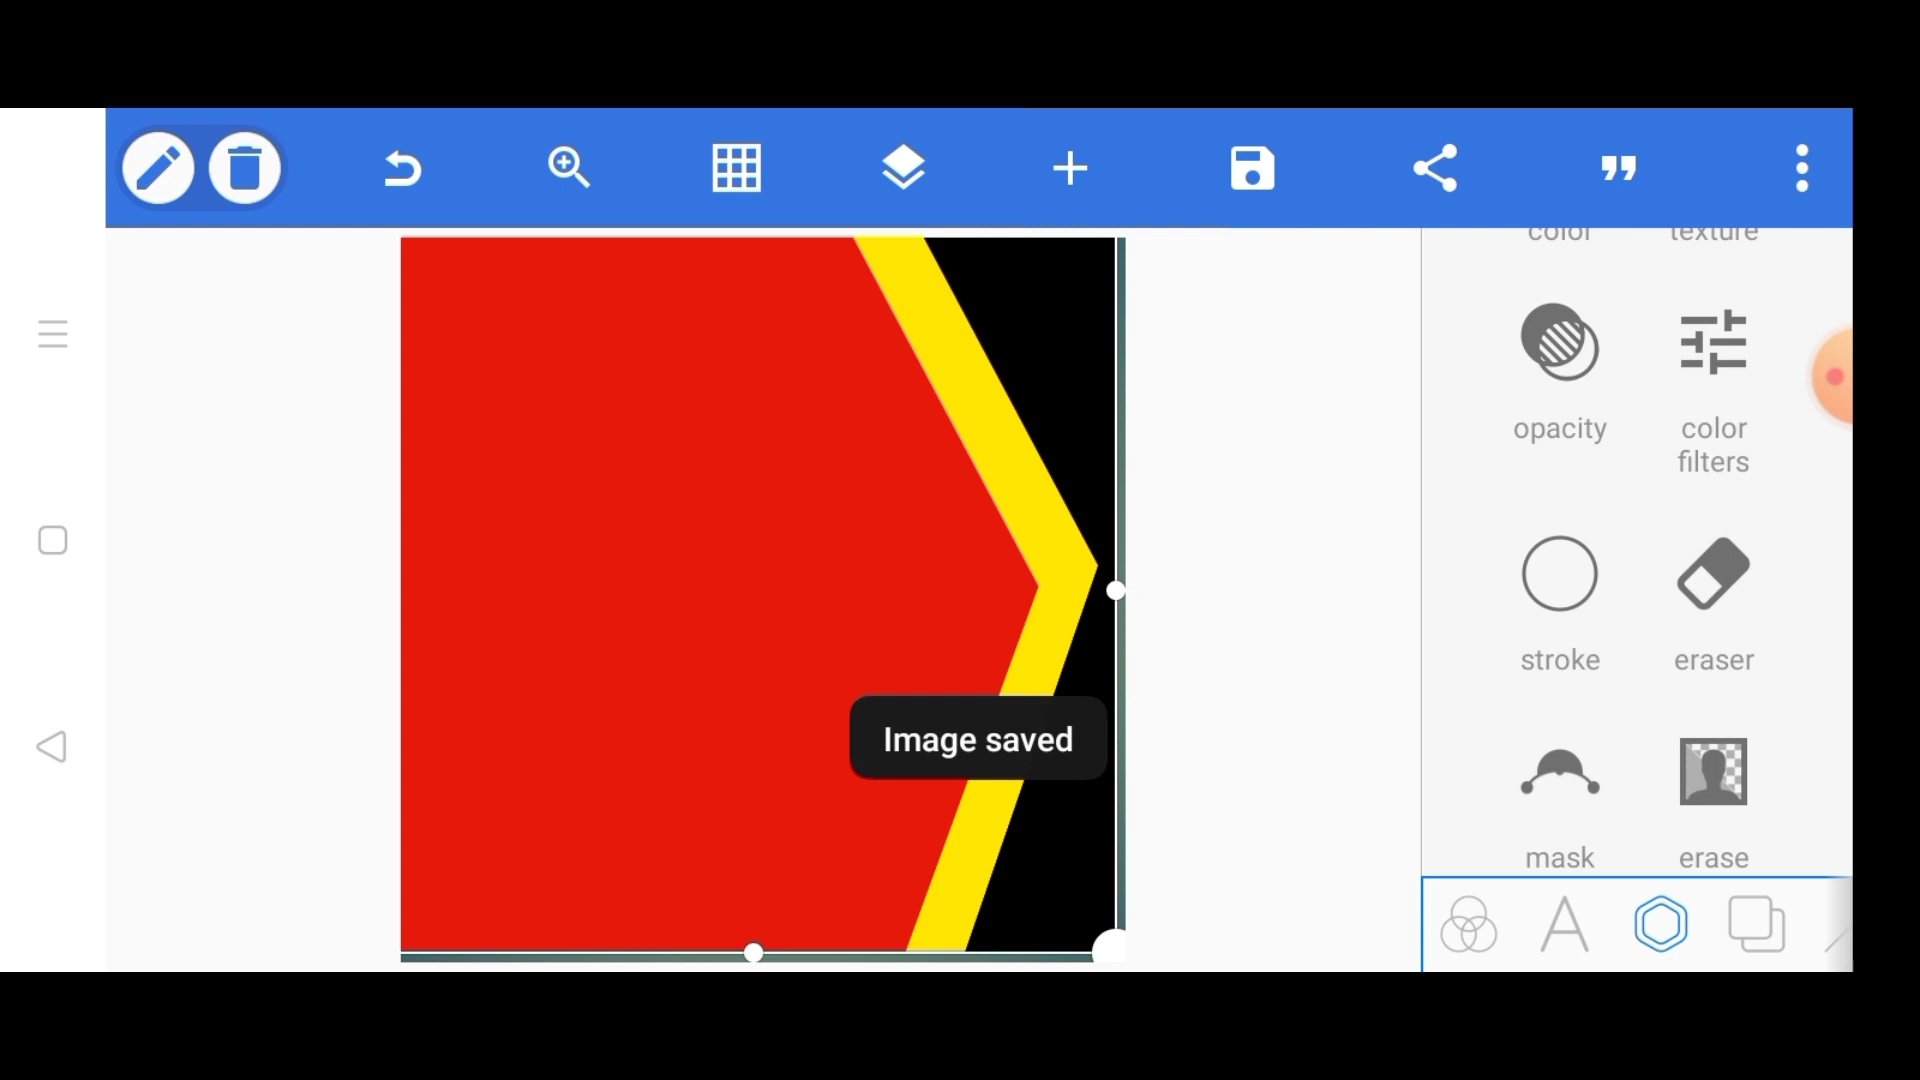 color texture
opacity color
filters
stroke eraser
mask erase
Image saved